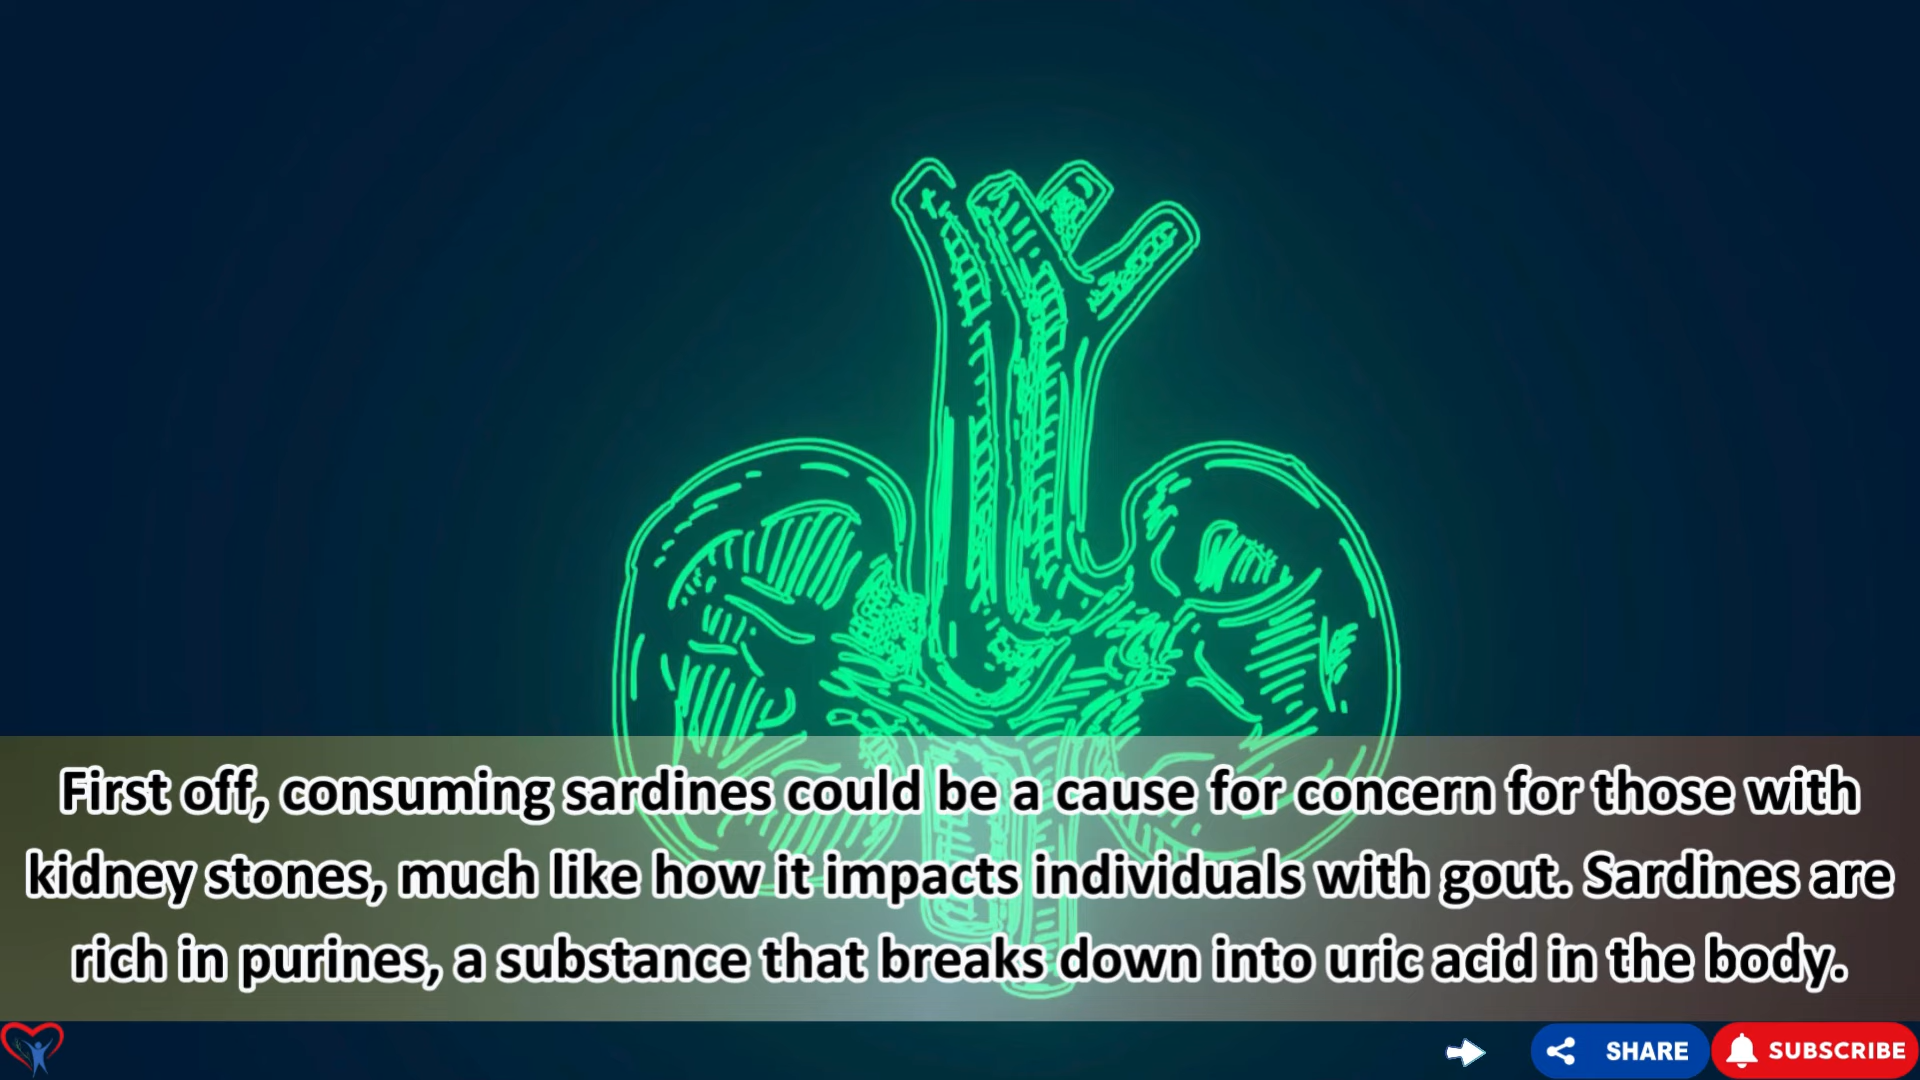 First off, consuming sardines could be a cause for concern for those with
kidney stones, much like how it impacts individuals with gout. Sardines are
rich in purines, a substance that breaks down into uric acid in the body.
SHARE
SUBSCRIBE